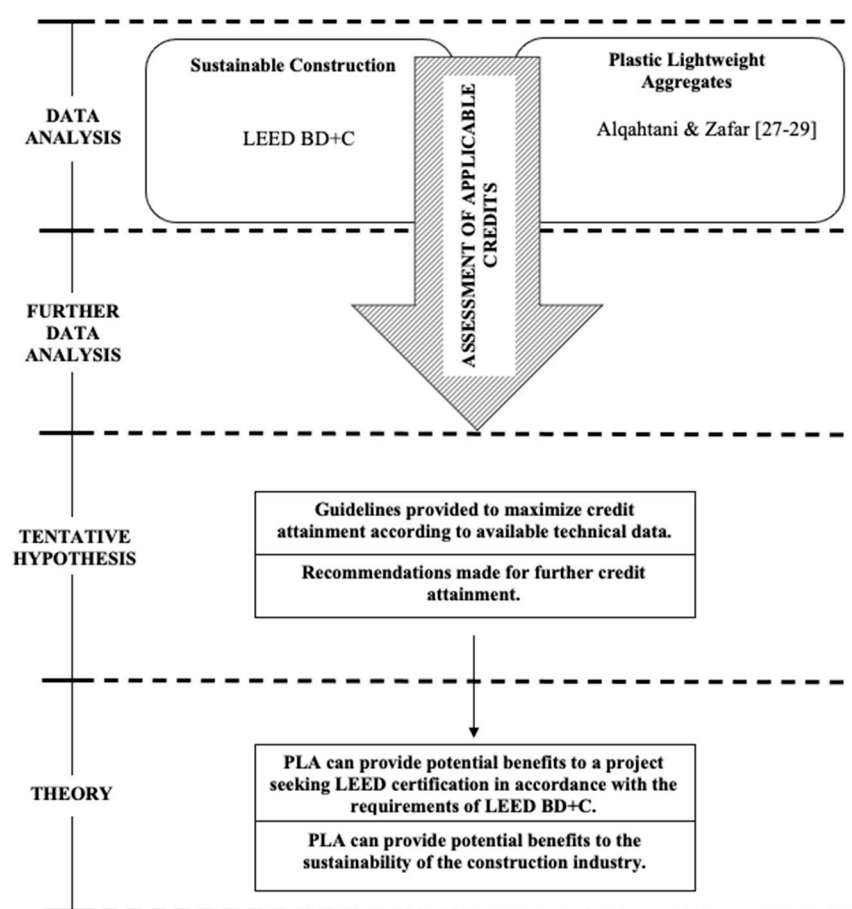 DATA
ANALYSIS
Sustainable Construction
LEED BD+C
Plastic Lightweight
Aggregates
Alqahtani & Zafar [27-29]
ASSESSMENT OF APPLICABLE
CREDITS
FURTHER
DATA
ANALYSIS
TENTATIVE
HYPOTHESIS
Guidelines provided to maximize credit
attainment according to available technical data.
Recommendations made for further credit
attainment.
THEORY
PLA can provide potential benefits to a project
seeking LEED certification in accordance with the
requirements of LEED BD+C.
PLA can provide potential benefits to the
sustainability of the construction industry.